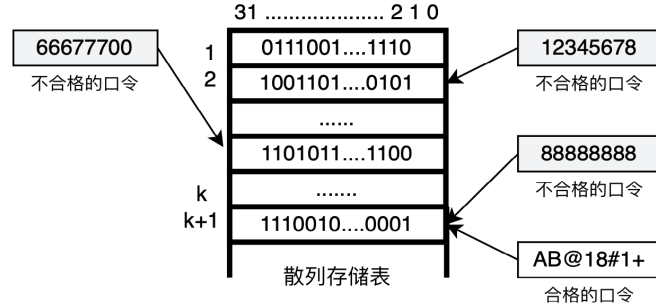 31 ..................... 2 1 0
66677700
不合格的口令
1
0111001....1110
12345678
不合格的口令
2
1001101....0101
......
1101011....1100
88888888
不合格的口令
k
.......
k+1
1110010....0001
AB@18#1+
合格的口令
散列存储表